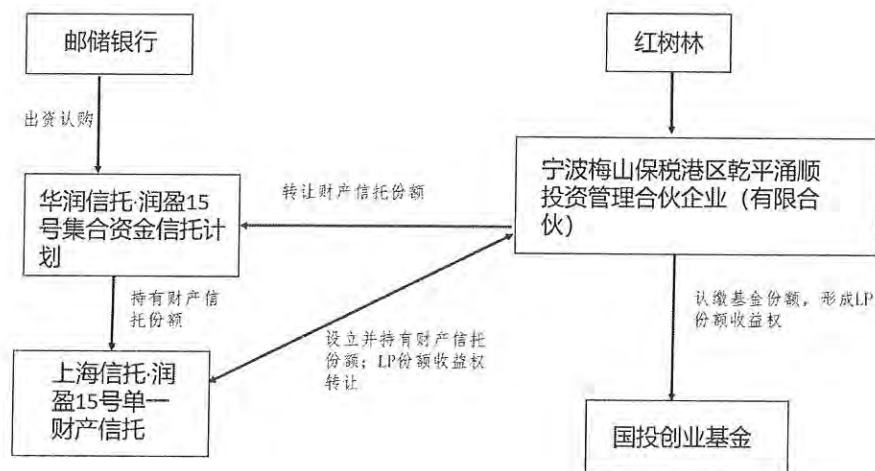 邮储银行
红树林
出资认购
宁波梅山保税港区乾平涌顺
投资管理合伙企业（有限合
伙）
转让财产信托份额
华润信托·润盈15
号集合资金信托计
划
持有财产信
托份额
认缴基金份额，形成LP
份额收益权
设立并持有财产信托
份额；LP份额收益权
转让
上海信托·润
盈15号单一
财产信托
国投创业基金